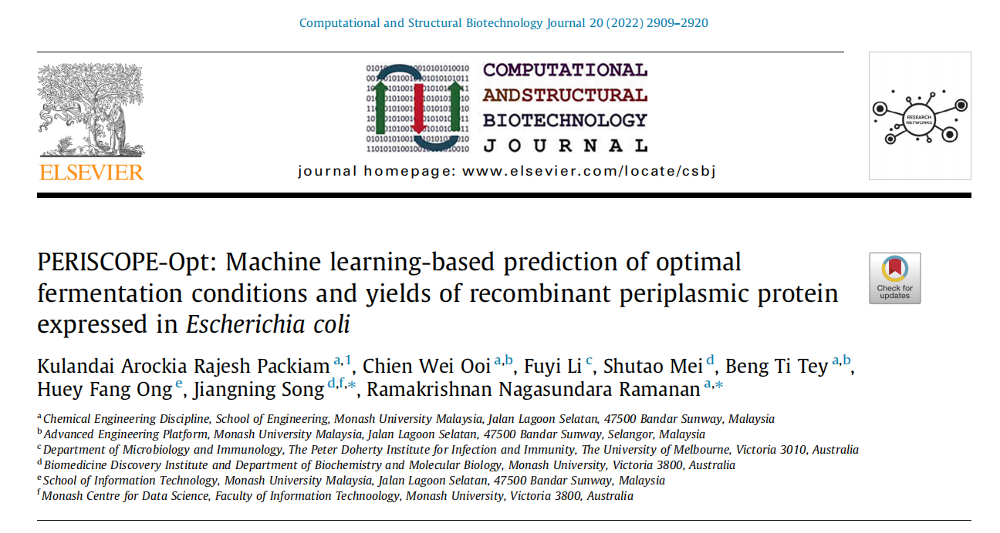 Computational and Structural Biotechnology Journal 20 (2022) 2909–2920
COMPUTATIONAL
ANDSTRUCTURAL
BIOTECHNOLOGY
JOURNAL
journal homepage: www.elsevier.com/locate/csbj
NON SOLUS
ELSEVIER
RESEARCH
NETWORKS
PERISCOPE-Opt: Machine learning-based prediction of optimal
fermentation conditions and yields of recombinant periplasmic protein
expressed in Escherichia coli
Check for
updates
Kulandai Arockia Rajesh Packiam a,1, Chien Wei Ooi a,b, Fuyi Li c, Shutao Mei d, Beng Ti Tey a,b,
Huey Fang Ong e, Jiangning Song d,f,*, Ramakrishnan Nagasundara Ramanan a,*
a Chemical Engineering Discipline, School of Engineering, Monash University Malaysia, Jalan Lagoon Selatan, 47500 Bandar Sunway, Malaysia
b Advanced Engineering Platform, Monash University Malaysia, Jalan Lagoon Selatan, 47500 Bandar Sunway, Selangor, Malaysia
c Department of Microbiology and Immunology, The Peter Doherty Institute for Infection and Immunity, The University of Melbourne, Victoria 3010, Australia
d Biomedicine Discovery Institute and Department of Biochemistry and Molecular Biology, Monash University, Victoria 3800, Australia
e School of Information Technology, Monash University Malaysia, Jalan Lagoon Selatan, 47500 Bandar Sunway, Malaysia
f Monash Centre for Data Science, Faculty of Information Technoology, Monash University, Victoria 3800, Australia